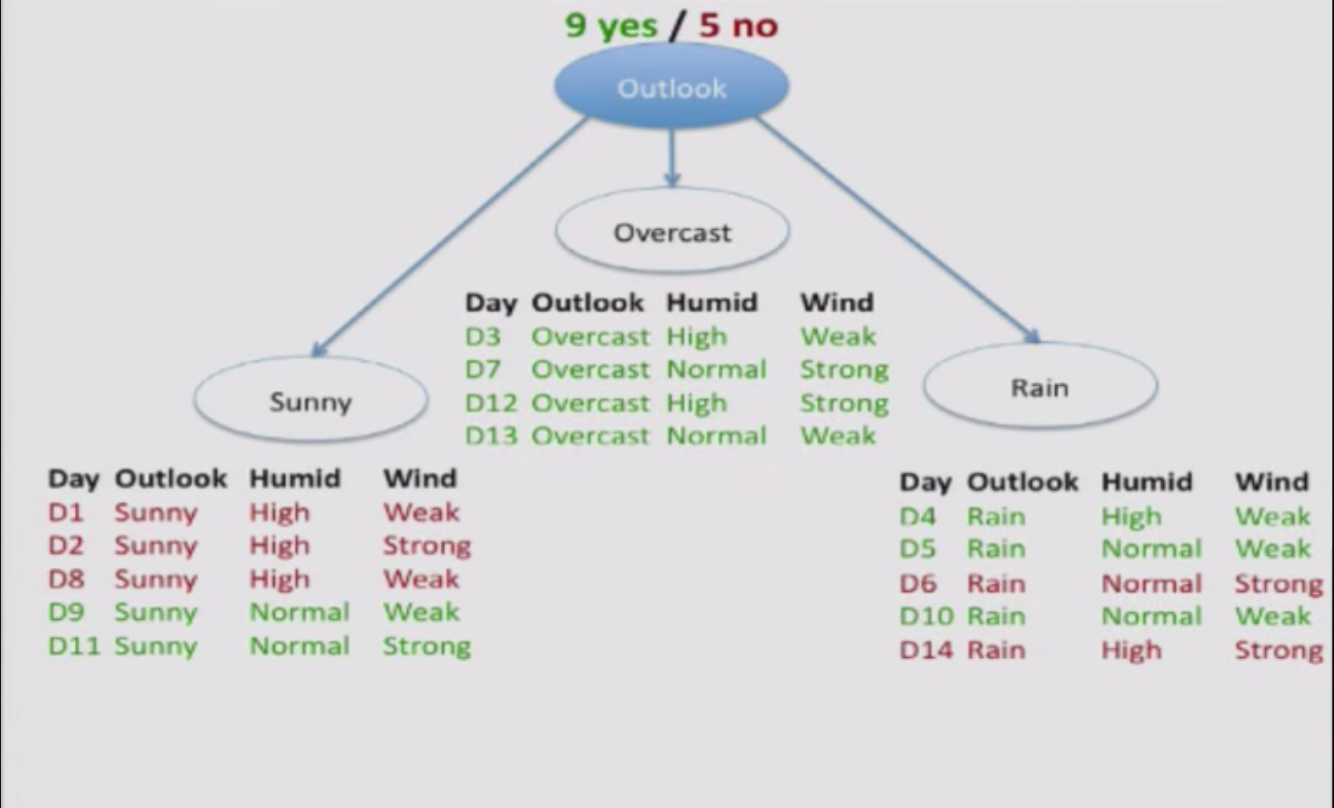 9 yes / 5 no
Outlook
Overcast
Day Outlook Humid Wind
D3 Overcast High Weak
D7 Overcast Normal Strong
D12 Overcast High Strong
D13 Overcast Normal Weak
Sunny
Day Outlook Humid Wind
D1 Sunny High Weak
D2 Sunny High Strong
D8 Sunny High Weak
D9 Sunny Normal Weak
D11 Sunny Normal Strong
Rain
Day Outlook Humid Wind
D4 Rain High Weak
D5 Rain Normal Weak
D6 Rain Normal Strong
D10 Rain Normal Weak
D14 Rain High Strong